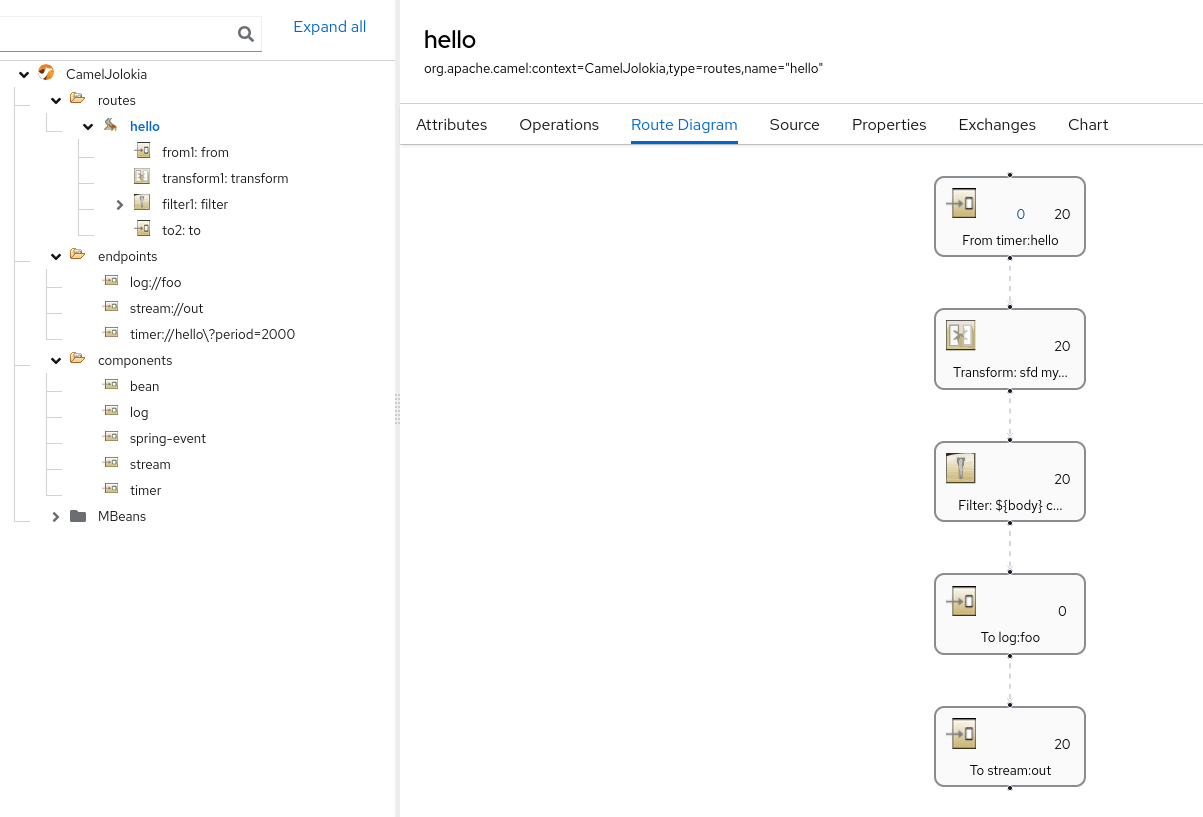 Expand all
CamelJolokia
routes
hello
from1: from
transform1: transform
filter1: filter
to2: to
endpoints
log://foo
stream://out
timer://hello\?period=2000
components
bean
log
spring-event
stream
timer
MBeans
hello
org.apache.camel:context=CamelJolokia,type=routes,name="hello"
Attributes Operations Route Diagram Source Properties Exchanges Chart
0 20
From timer:hello
20
Transform: sfd my...
20
Filter: ${body} c...
0
To log:foo
20
To stream:out